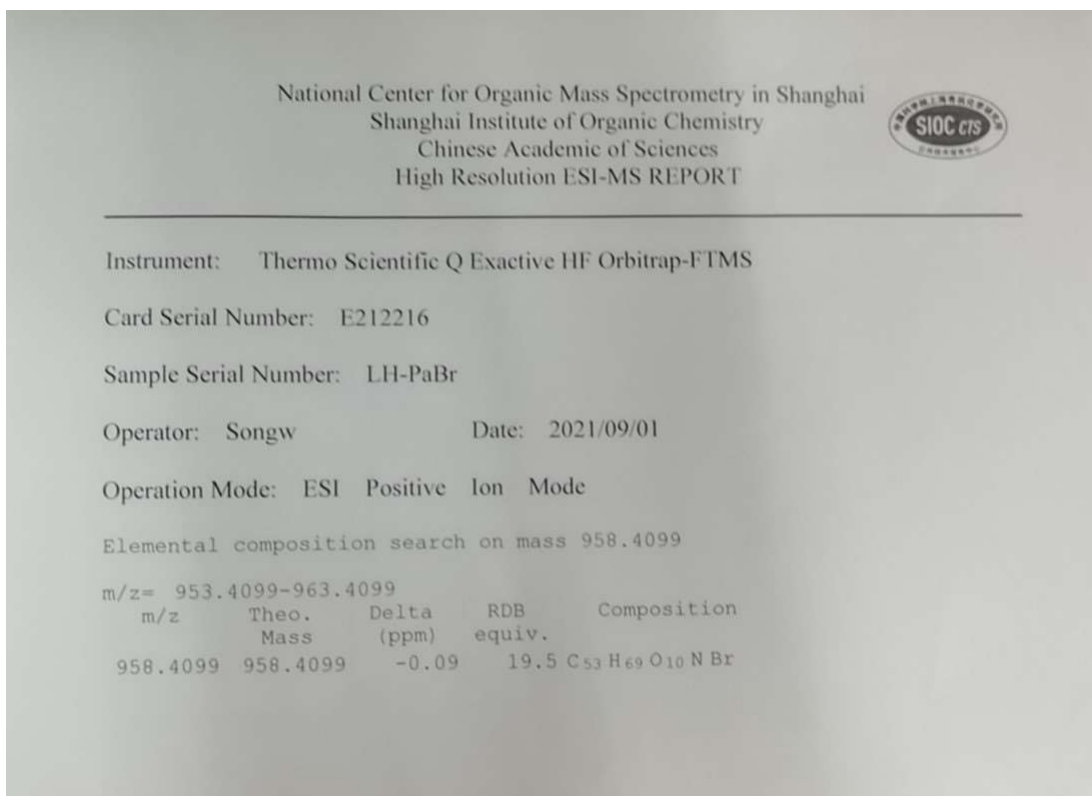 National Center for Organic Mass Spectrometry in Shanghai
Shanghai Institute of Organic Chemistry
Chinese Academic of Sciences
High Resolution ESI-MS REPORT
SIOC CTS
Instrument: Thermo Scientific Q Exactive HF Orbitrap-FTMS
Card Serial Number: E212216
Sample Serial Number: LH-PaBr
Operator: Songw Date: 2021/09/01
Operation Mode: ESI Positive Ion Mode
Elemental composition search on mass 958.4099
m/z= 953.4099-963.4099
m/z Theo. Delta RDB Composition
Mass (ppm) equiv.
958.4099 958.4099 -0.09 19.5 C53 H69 O10 N Br